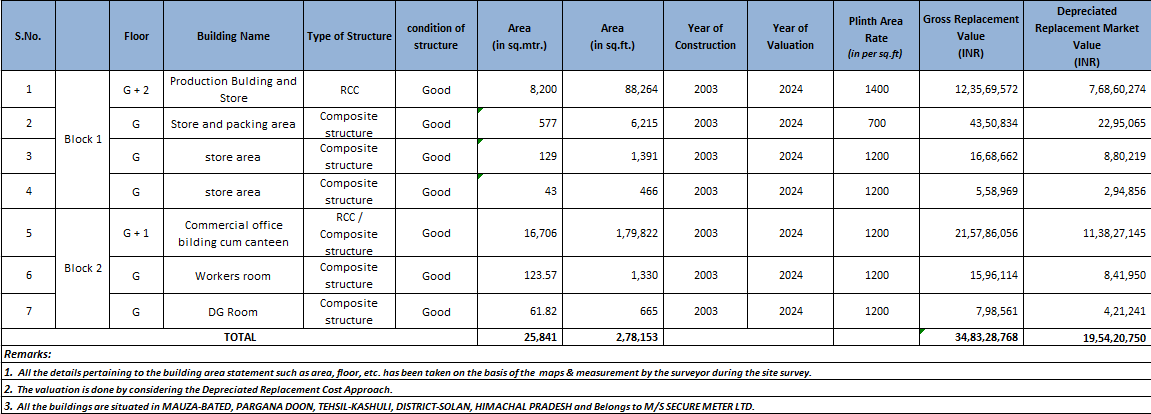 S.No. Floor Building Name Type of Structure condition of structure Area (in sq.mtr.) Area (in sq.ft.) Year of Construction Year of Valuation Plinth Area Rate (in per sq.ft) Gross Replacement Value (INR) Depreciated Replacement Market Value (INR)
Block 1
1 G + 2 Production Bulding and Store RCC Good 8,200 88,264 2003 2024 1400 12,35,69,572 7,68,60,274
2 G Store and packing area Composite structure Good 577 6,215 2003 2024 700 43,50,834 22,95,065
3 G store area Composite structure Good 129 1,391 2003 2024 1200 16,68,662 8,80,219
4 G store area Composite structure Good 43 466 2003 2024 1200 5,58,969 2,94,856
Block 2
5 G + 1 Commercial office bilding cum canteen RCC / Composite structure Good 16,706 1,79,822 2003 2024 1200 21,57,86,056 11,38,27,145
6 G Workers room Composite structure Good 123.57 1,330 2003 2024 1200 15,96,114 8,41,950
7 G DG Room Composite structure Good 61.82 665 2003 2024 1200 7,98,561 4,21,241
TOTAL 25,841 2,78,153 34,83,28,768 19,54,20,750
Remarks:
1. All the details pertaining to the building area statement such as area, floor, etc. has been taken on the basis of the maps & measurement by the surveyor during the site survey.
2. The valuation is done by considering the Depreciated Replacement Cost Approach.
3. All the buildings are situated in MAUZA-BATED, PARGANA DOON, TEHSIL-KASHULI, DISTRICT-SOLAN, HIMACHAL PRADESH and Belongs to M/S SECURE METER LTD.